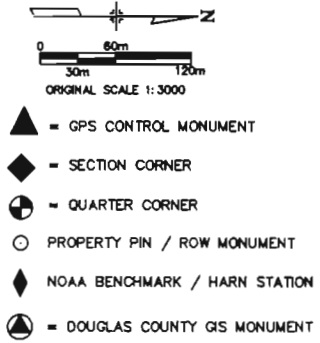 N
0 60m
30m 120m
ORIGINAL SCALE 1:3000
= GPS CONTROL MONUMENT
= SECTION CORNER
= QUARTER CORNER
PROPERTY PIN / ROW MONUMENT
NOAA BENCHMARK / HARN STATION
= DOUGLAS COUNTY GIS MONUMENT